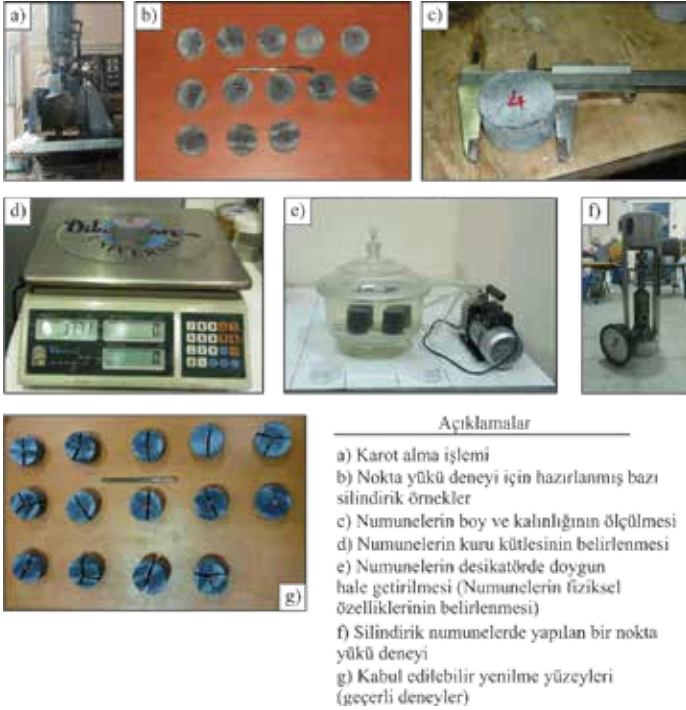 a)
b)
c)
4
d)
e)
f)
g)
Açıklamalar
a) Karot alma işlemi
b) Nokta yükü deneyi için hazırlanmış bazı
silindirik örnekler
c) Numunelerin boy ve kalınlığının ölçülmesi
d) Numunelerin kuru kütlesinin belirlenmesi
e) Numunelerin desikatörde doygun
hale getirilmesi (Numunelerin fiziksel
özelliklerinin belirlenmesi)
f) Silindirik numunelerde yapılan bir nokta
yükü deneyi
g) Kabul edilebilir yenilme yüzeyleri
(geçerli deneyler)